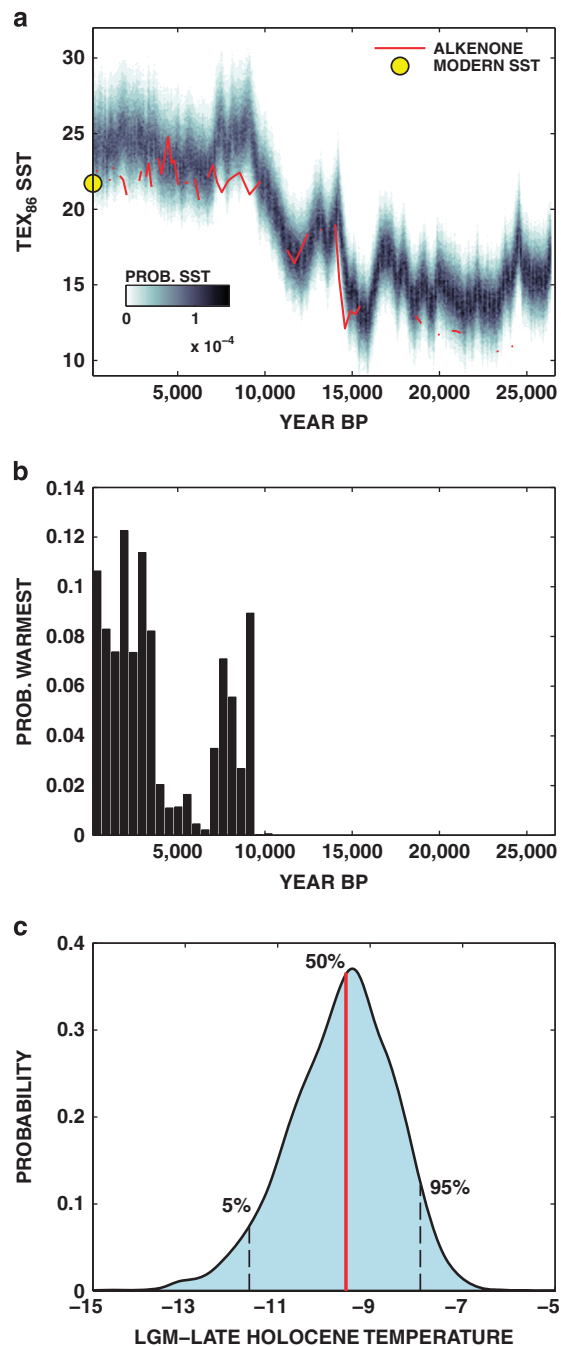 a
30
25
20
15
10
TEX86 SST
ALKENONE
MODERN SST
PROB. SST
0 1
x 10−4
5,000 10,000 15,000 20,000 25,000
YEAR BP
b
0.14
0.12
0.1
0.08
0.06
0.04
0.02
0
PROB. WARMEST
5,000 10,000 15,000 20,000 25,000
YEAR BP
c
0.4
0.3
0.2
0.1
0
PROBABILITY
50%
5%
95%
−15 −13 −11 −9 −7 −5
LGM–LATE HOLOCENE TEMPERATURE